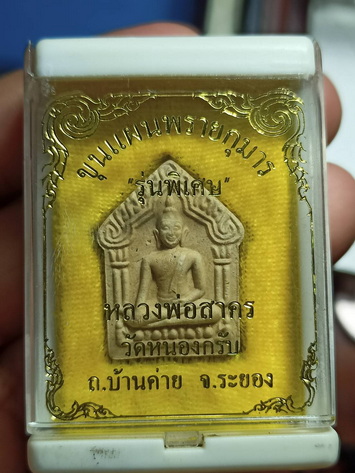 ขุนแผนพรายกุมาร
"รุ่นพิเศษ"
หลวงพ่อสาคร
วัดหนองกรับ
ถ.บ้านค่าย จ.ระยอง